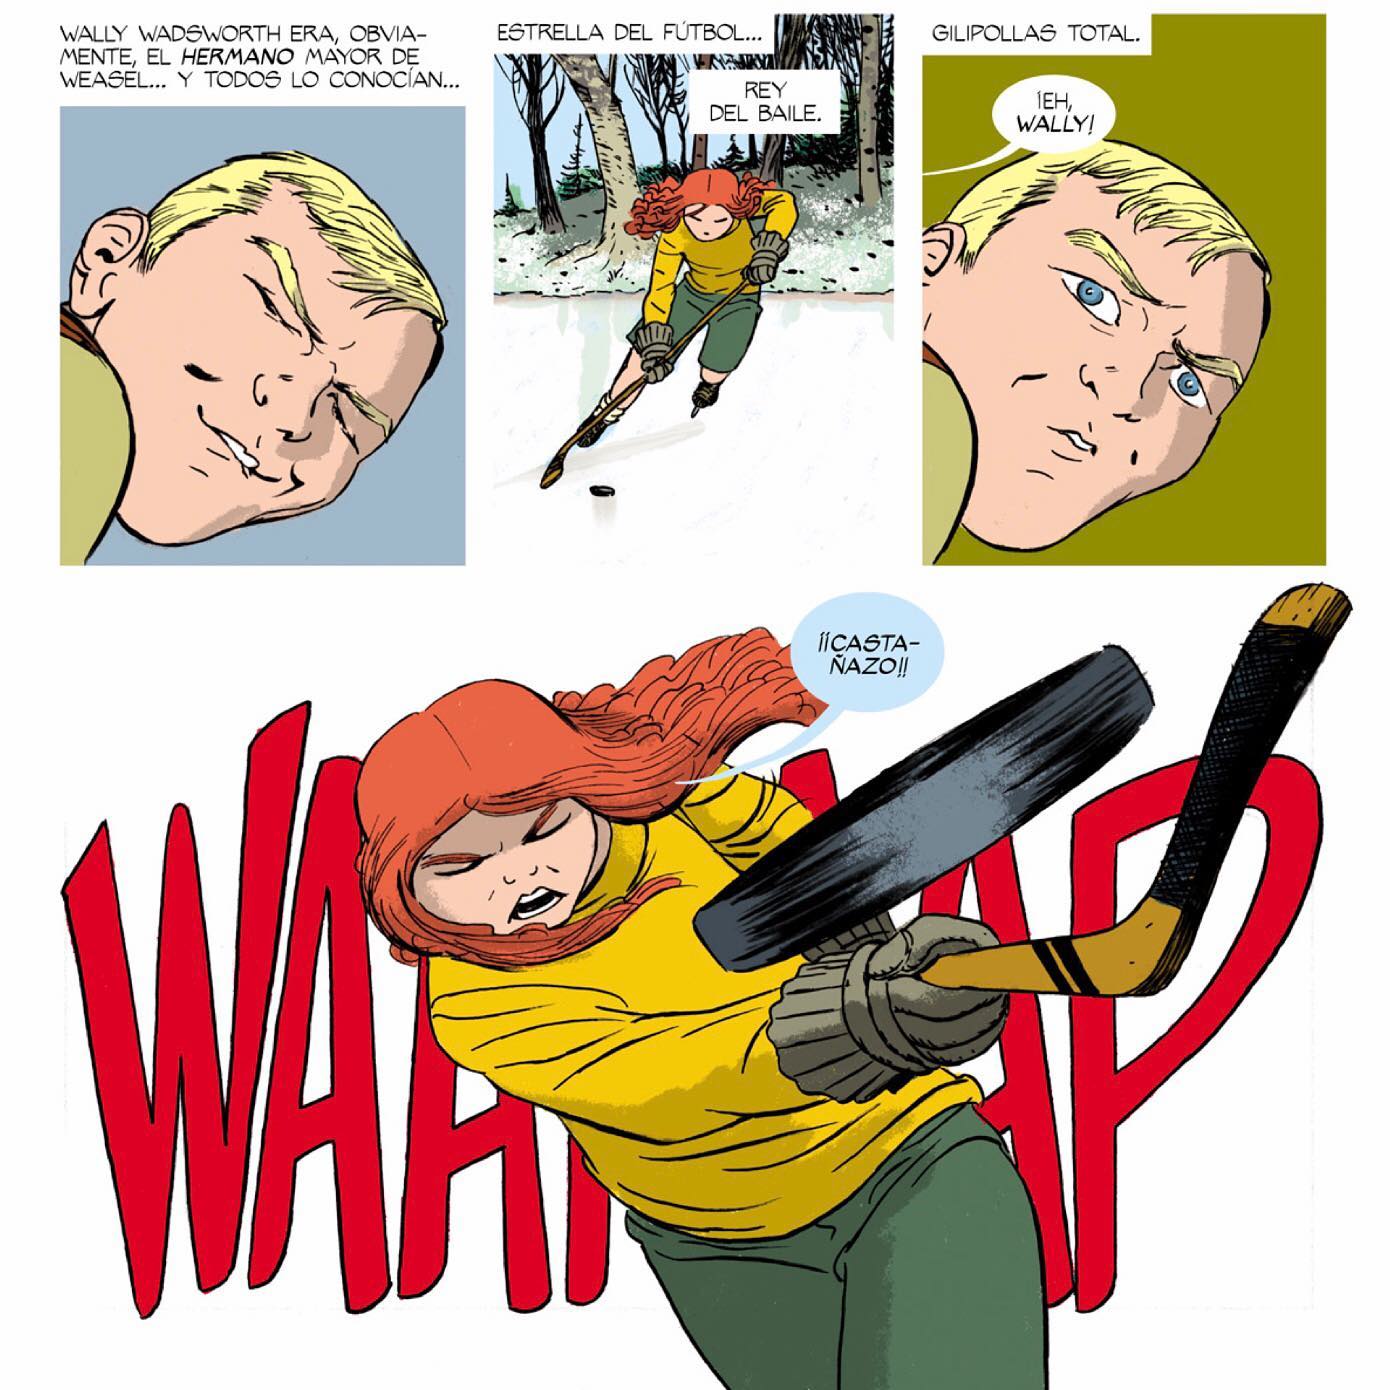 WALLY WADSWORTH ERA, OBVIA-
MENTE, EL HERMANO MAYOR DE
WEASEL... Y TODOS LO CONOCÍAN...
ESTRELLA DEL FÚTBOL...
REY
DEL BAILE.
GILIPOLLAS TOTAL.
¡EH,
WALLY!
¡¡CASTA-
ÑAZO!!